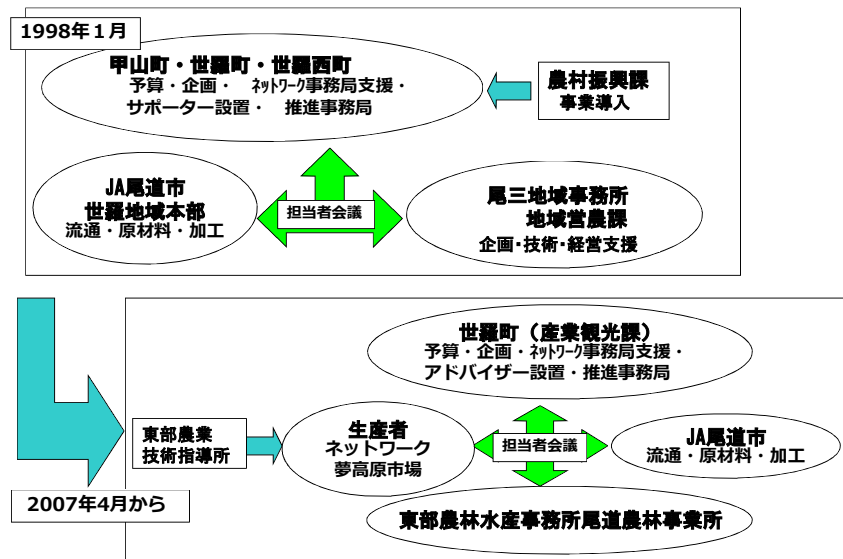 1998年１月
甲山町・世羅町・世羅西町
予算・企画・　ﾈｯﾄﾜｰｸ事務局支援・
サポーター設置・　推進事務局
農村振興課
事業導入
JA尾道市
世羅地域本部
流通・原材料・加工
担当者会議
尾三地域事務所
地域営農課
企画・技術・経営支援
世羅町（産業観光課）
予算・企画・ﾈｯﾄﾜｰｸ事務局支援・
アドバイザー設置・推進事務局
東部農業
技術指導所
生産者
ネットワーク
夢高原市場
担当者会議
JA尾道市
流通・原材料・加工
2007年4月から
東部農林水産事務所尾道農林事業所